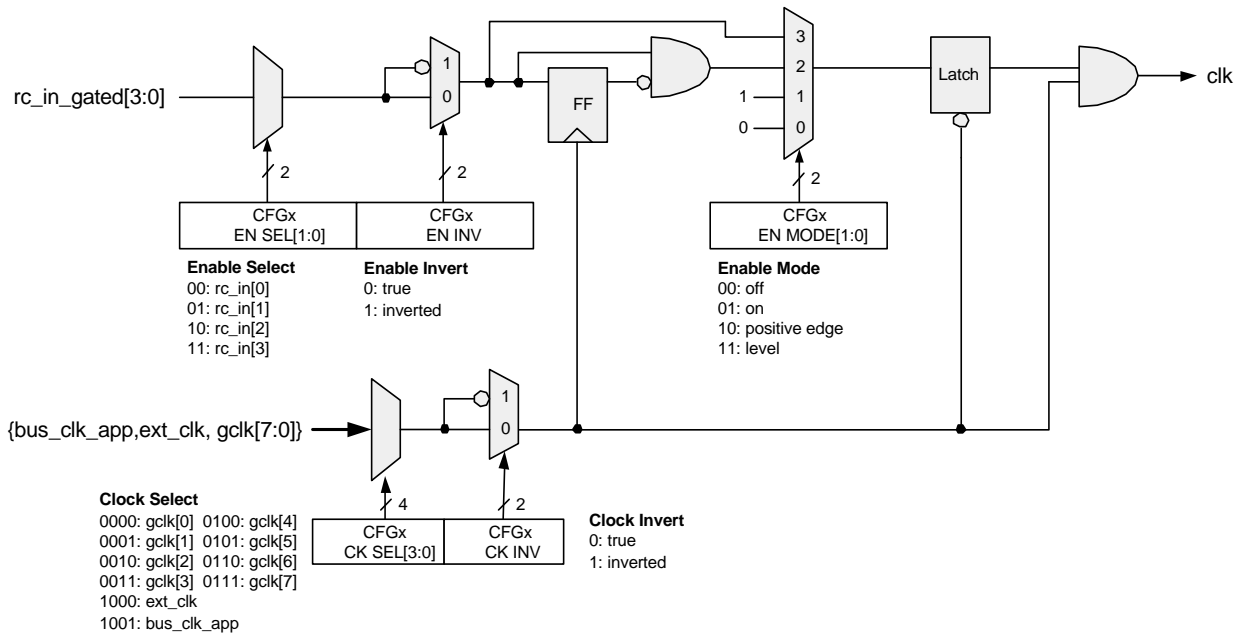 rc_in_gated[3:0]
1
0
FF
3
2
1
0
1
0
Latch
clk
2
2
2
CFGx
EN SEL[1:0]
CFGx
EN INV
CFGx
EN MODE[1:0]
Enable Select
00: rc_in[0]
01: rc_in[1]
10: rc_in[2]
11: rc_in[3]
Enable Invert
0: true
1: inverted
Enable Mode
00: off
01: on
10: positive edge
11: level
{bus_clk_app,ext_clk, gclk[7:0]}
1
0
4
2
CFGx
CK SEL[3:0]
CFGx
CK INV
Clock Select
0000: gclk[0] 0100: gclk[4]
0001: gclk[1] 0101: gclk[5]
0010: gclk[2] 0110: gclk[6]
0011: gclk[3] 0111: gclk[7]
1000: ext_clk
1001: bus_clk_app
Clock Invert
0: true
1: inverted